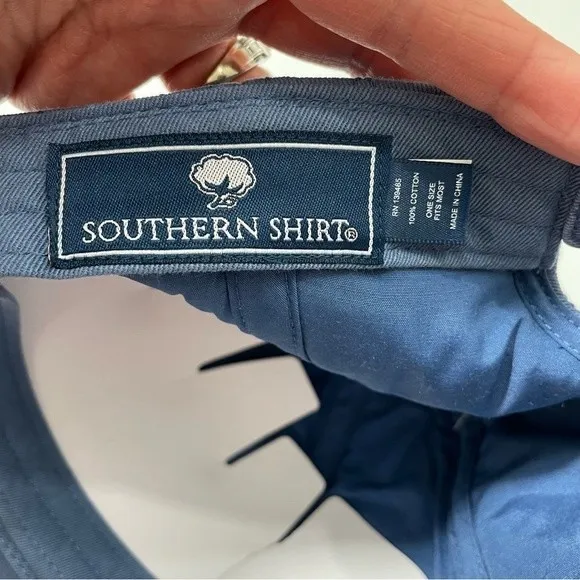 SOUTHERN SHIRT®
RN 139485
100% COTTON
ONE SIZE
FITS MOST
MADE IN CHINA